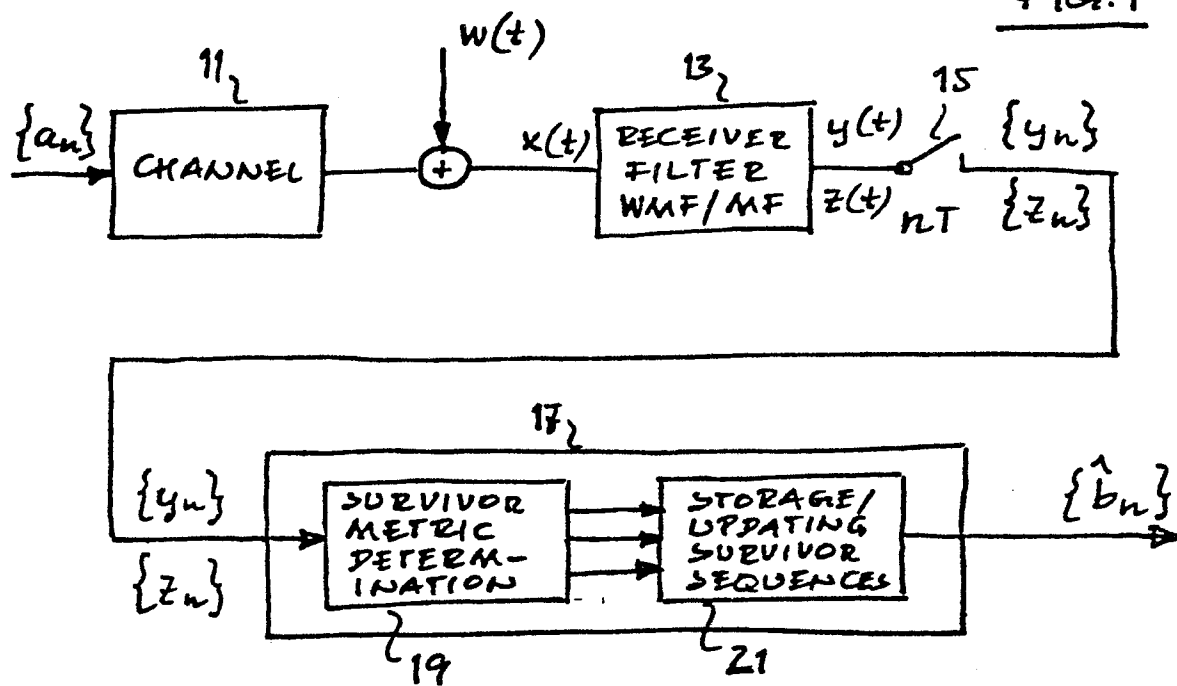 FIG. 1
w(t)
11
13
15
{aₙ}
CHANNEL
+
x(t)
RECEIVER
FILTER
WMF/MF
y(t)
z(t)
nT
{yₙ}
{zₙ}
17
{yₙ}
{zₙ}
SURVIVOR
METRIC
DETERM-
INATION
STORAGE/
UPDATING
SURVIVOR
SEQUENCES
{b̂ₙ}
19
21